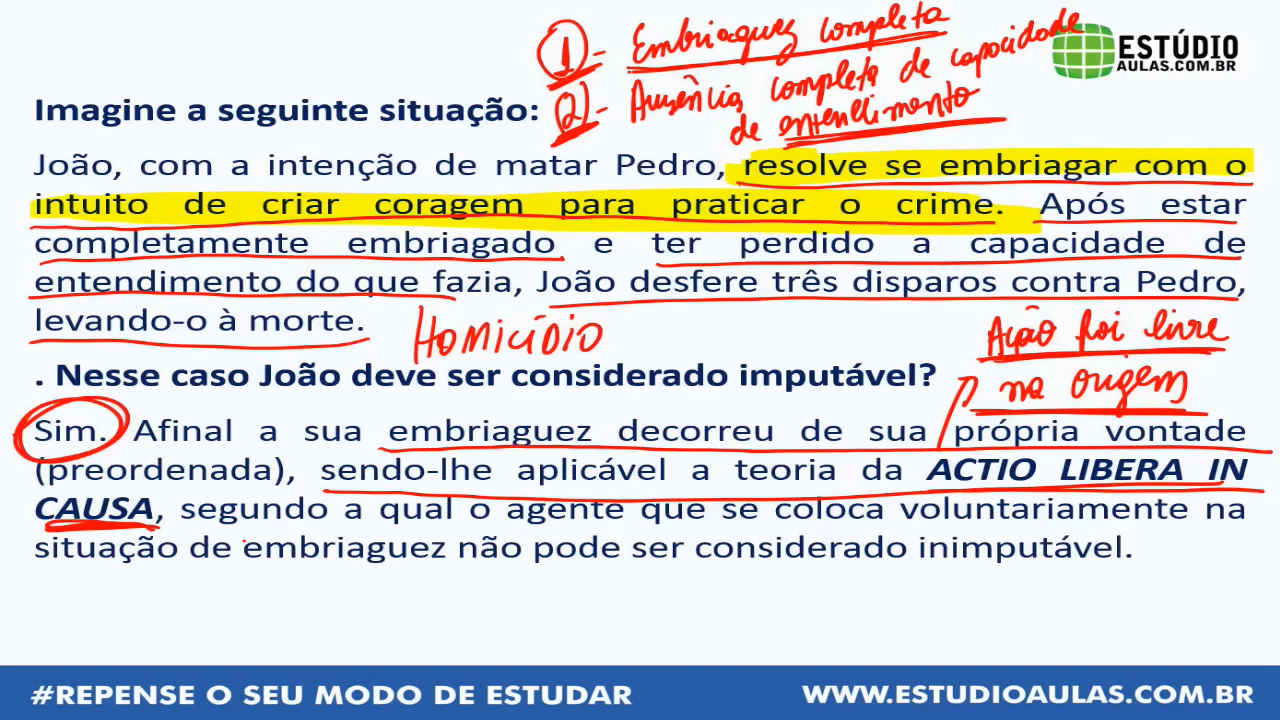 1 - Embriaguez completa
2 - Ausência completa de capacidade
de entendimento
ESTÚDIO
AULAS.COM.BR
Imagine a seguinte situação:
João, com a intenção de matar Pedro, resolve se embriagar com o
intuito de criar coragem para praticar o crime. Após estar
completamente embriagado e ter perdido a capacidade de
entendimento do que fazia, João desfere três disparos contra Pedro,
levando-o à morte.
HOMICÍDIO
Ação foi livre
na origem
. Nesse caso João deve ser considerado imputável?
Sim. Afinal a sua embriaguez decorreu de sua própria vontade
(preordenada), sendo-lhe aplicável a teoria da ACTIO LIBERA IN
CAUSA, segundo a qual o agente que se coloca voluntariamente na
situação de embriaguez não pode ser considerado inimputável.
#REPENSE O SEU MODO DE ESTUDAR
WWW.ESTUDIOAULAS.COM.BR